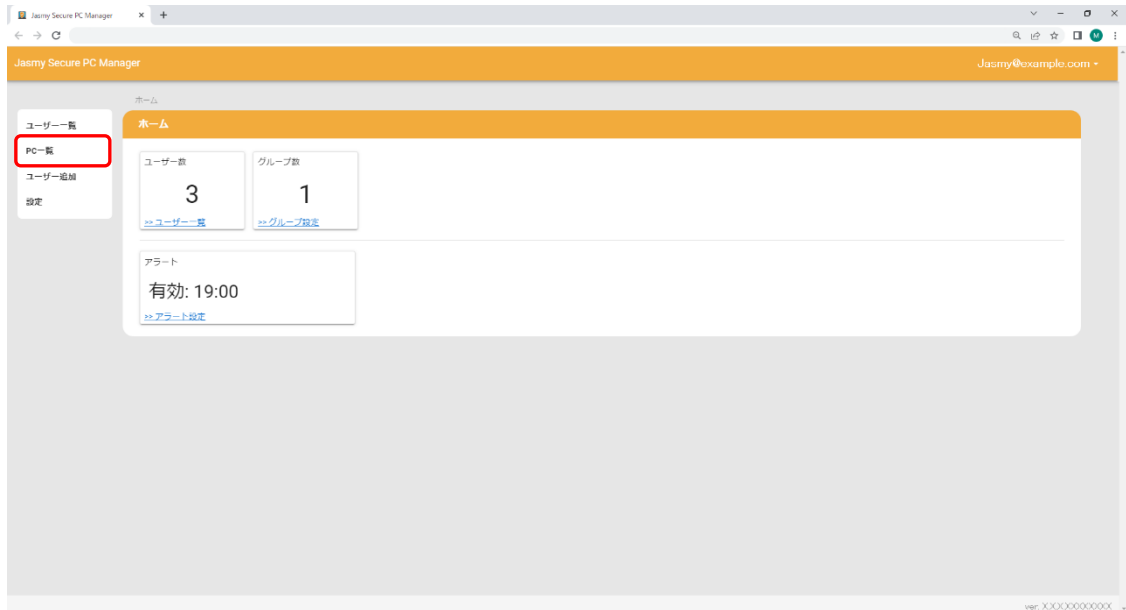 Jasmy Secure PC Manager
Jasmy Secure PC Manager
Jasmy@example.com
ホーム
ユーザー一覧
PC一覧
ユーザー追加
設定
ホーム
ユーザー数
3
>> ユーザー一覧
グループ数
1
>> グループ設定
アラート
有効: 19:00
>> アラート設定
M